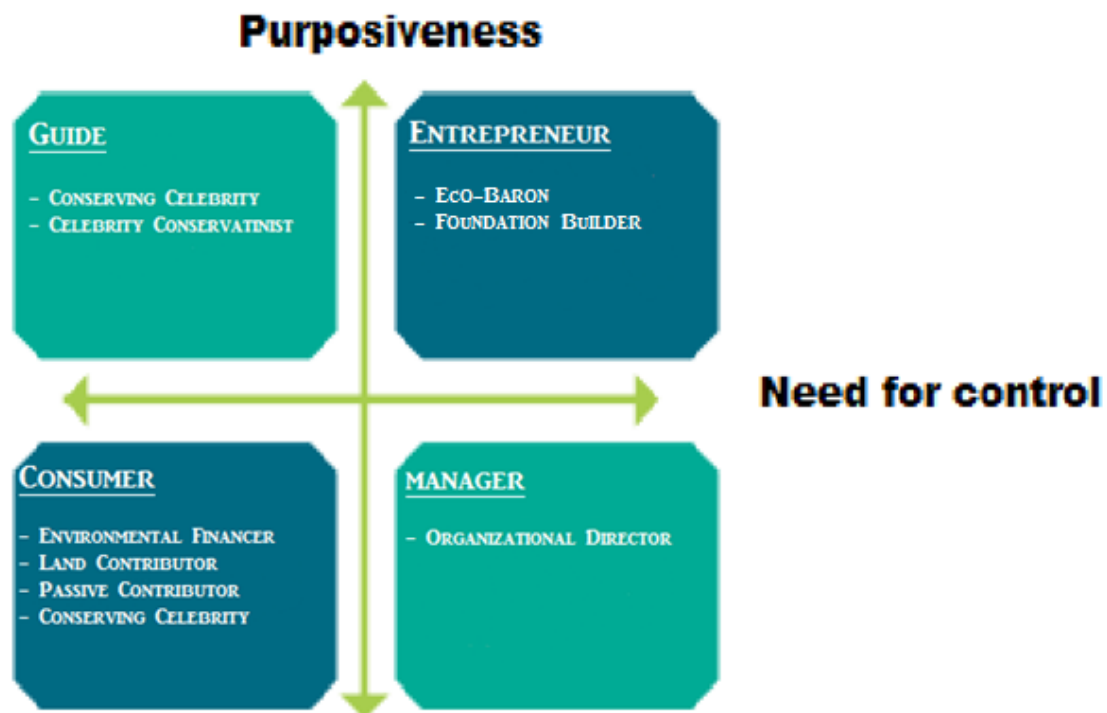 Purposiveness
GUIDE
- CONSERVING CELEBRITY
- CELEBRITY CONSERVATINIST
ENTREPRENEUR
- ECO-BARON
- FOUNDATION BUILDER
Need for control
CONSUMER
- ENVIRONMENTAL FINANCER
- LAND CONTRIBUTOR
- PASSIVE CONTRIBUTOR
- CONSERVING CELEBRITY
MANAGER
- ORGANIZATIONAL DIRECTOR